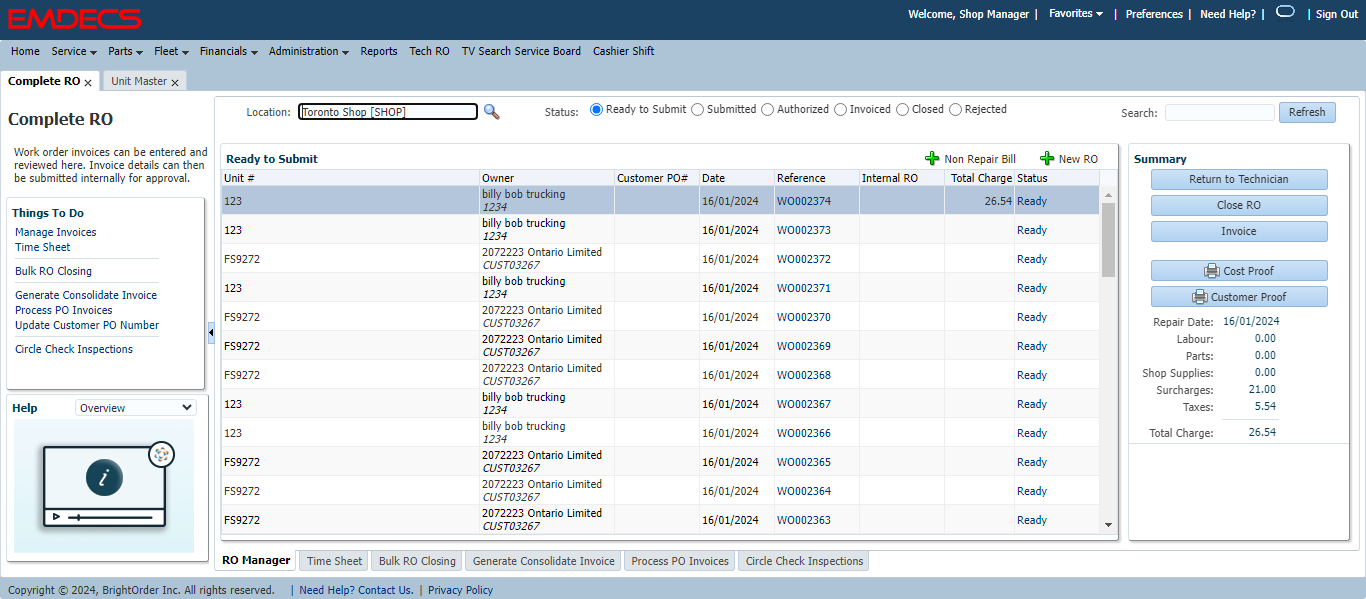 EMDECS
Welcome, Shop Manager | Favorites | Preferences | Need Help? | | Sign Out
Home Service Parts Fleet Financials Administration Reports Tech RO TV Search Service Board Cashier Shift
Complete RO x Unit Master x
Complete RO
Work order invoices can be entered and
reviewed here. Invoice details can then
be submitted internally for approval.
Things To Do
Manage Invoices
Time Sheet
Bulk RO Closing
Generate Consolidate Invoice
Process PO Invoices
Update Customer PO Number
Circle Check Inspections
Help Overview
i
Location: Toronto Shop [SHOP] Status: Ready to Submit Submitted Authorized Invoiced Closed Rejected Search: Refresh
Ready to Submit Non Repair Bill New RO
Unit # Owner Customer PO# Date Reference Internal RO Total Charge Status
123 billy bob trucking 16/01/2024 WO002374 26.54 Ready
1234
123 billy bob trucking 16/01/2024 WO002373 Ready
1234
FS9272 2072223 Ontario Limited 16/01/2024 WO002372 Ready
CUST03267
123 billy bob trucking 16/01/2024 WO002371 Ready
1234
FS9272 2072223 Ontario Limited 16/01/2024 WO002370 Ready
CUST03267
FS9272 2072223 Ontario Limited 16/01/2024 WO002369 Ready
CUST03267
FS9272 2072223 Ontario Limited 16/01/2024 WO002368 Ready
CUST03267
123 billy bob trucking 16/01/2024 WO002367 Ready
1234
123 billy bob trucking 16/01/2024 WO002366 Ready
1234
FS9272 2072223 Ontario Limited 16/01/2024 WO002365 Ready
CUST03267
FS9272 2072223 Ontario Limited 16/01/2024 WO002364 Ready
CUST03267
FS9272 2072223 Ontario Limited 16/01/2024 WO002363 Ready
CUST03267
Summary
Return to Technician
Close RO
Invoice
Cost Proof
Customer Proof
Repair Date: 16/01/2024
Labour: 0.00
Parts: 0.00
Shop Supplies: 0.00
Surcharges: 21.00
Taxes: 5.54
Total Charge: 26.54
RO Manager Time Sheet Bulk RO Closing Generate Consolidate Invoice Process PO Invoices Circle Check Inspections
Copyright © 2024, BrightOrder Inc. All rights reserved. | Need Help? Contact Us. | Privacy Policy